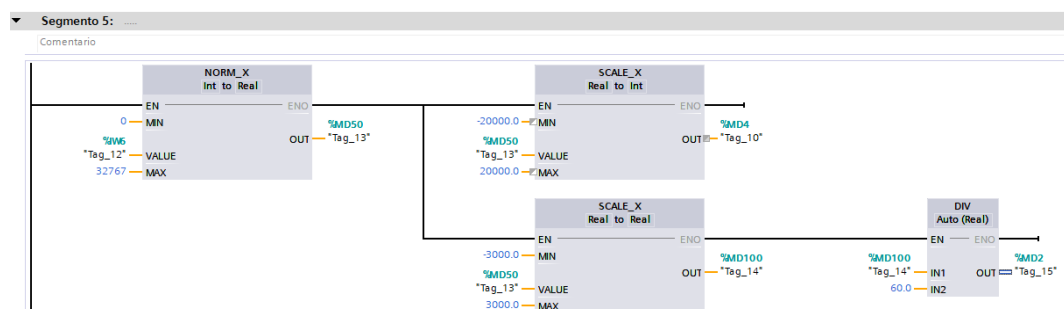 Segmento 5: .....
Comentario
NORM_X
Int to Real
EN ENO
0 MIN
%MD50
OUT "Tag_13"
%IW6
"Tag_12" VALUE
32767 MAX
SCALE_X
Real to Int
EN ENO
-20000.0 MIN
%MD4
OUT "Tag_10"
%MD50
"Tag_13" VALUE
20000.0 MAX
SCALE_X
Real to Real
EN ENO
-3000.0 MIN
%MD100
OUT "Tag_14"
%MD50
"Tag_13" VALUE
3000.0 MAX
DIV
Auto (Real)
EN ENO
%MD100
"Tag_14" IN1
%MD2
OUT "Tag_15"
60.0 IN2